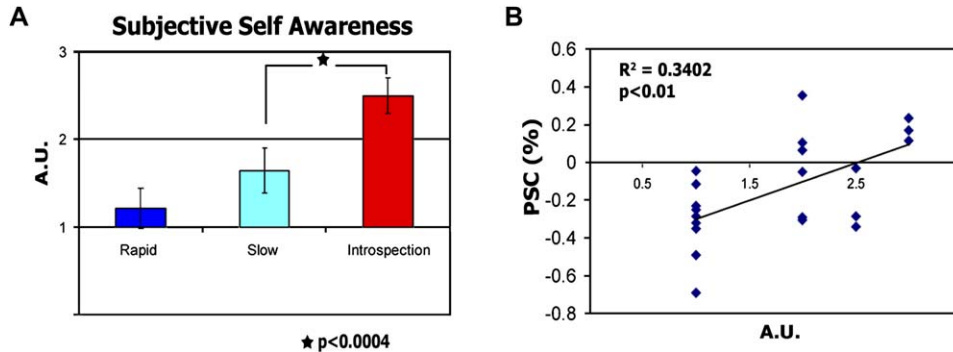 A
Subjective Self Awareness
3
2
1
A.U.
Rapid
Slow
Introspection
★
★ p<0.0004
B
R² = 0.3402
p<0.01
0.6
0.4
0.2
0
-0.2
-0.4
-0.6
-0.8
PSC (%)
0.5
1.5
2.5
A.U.